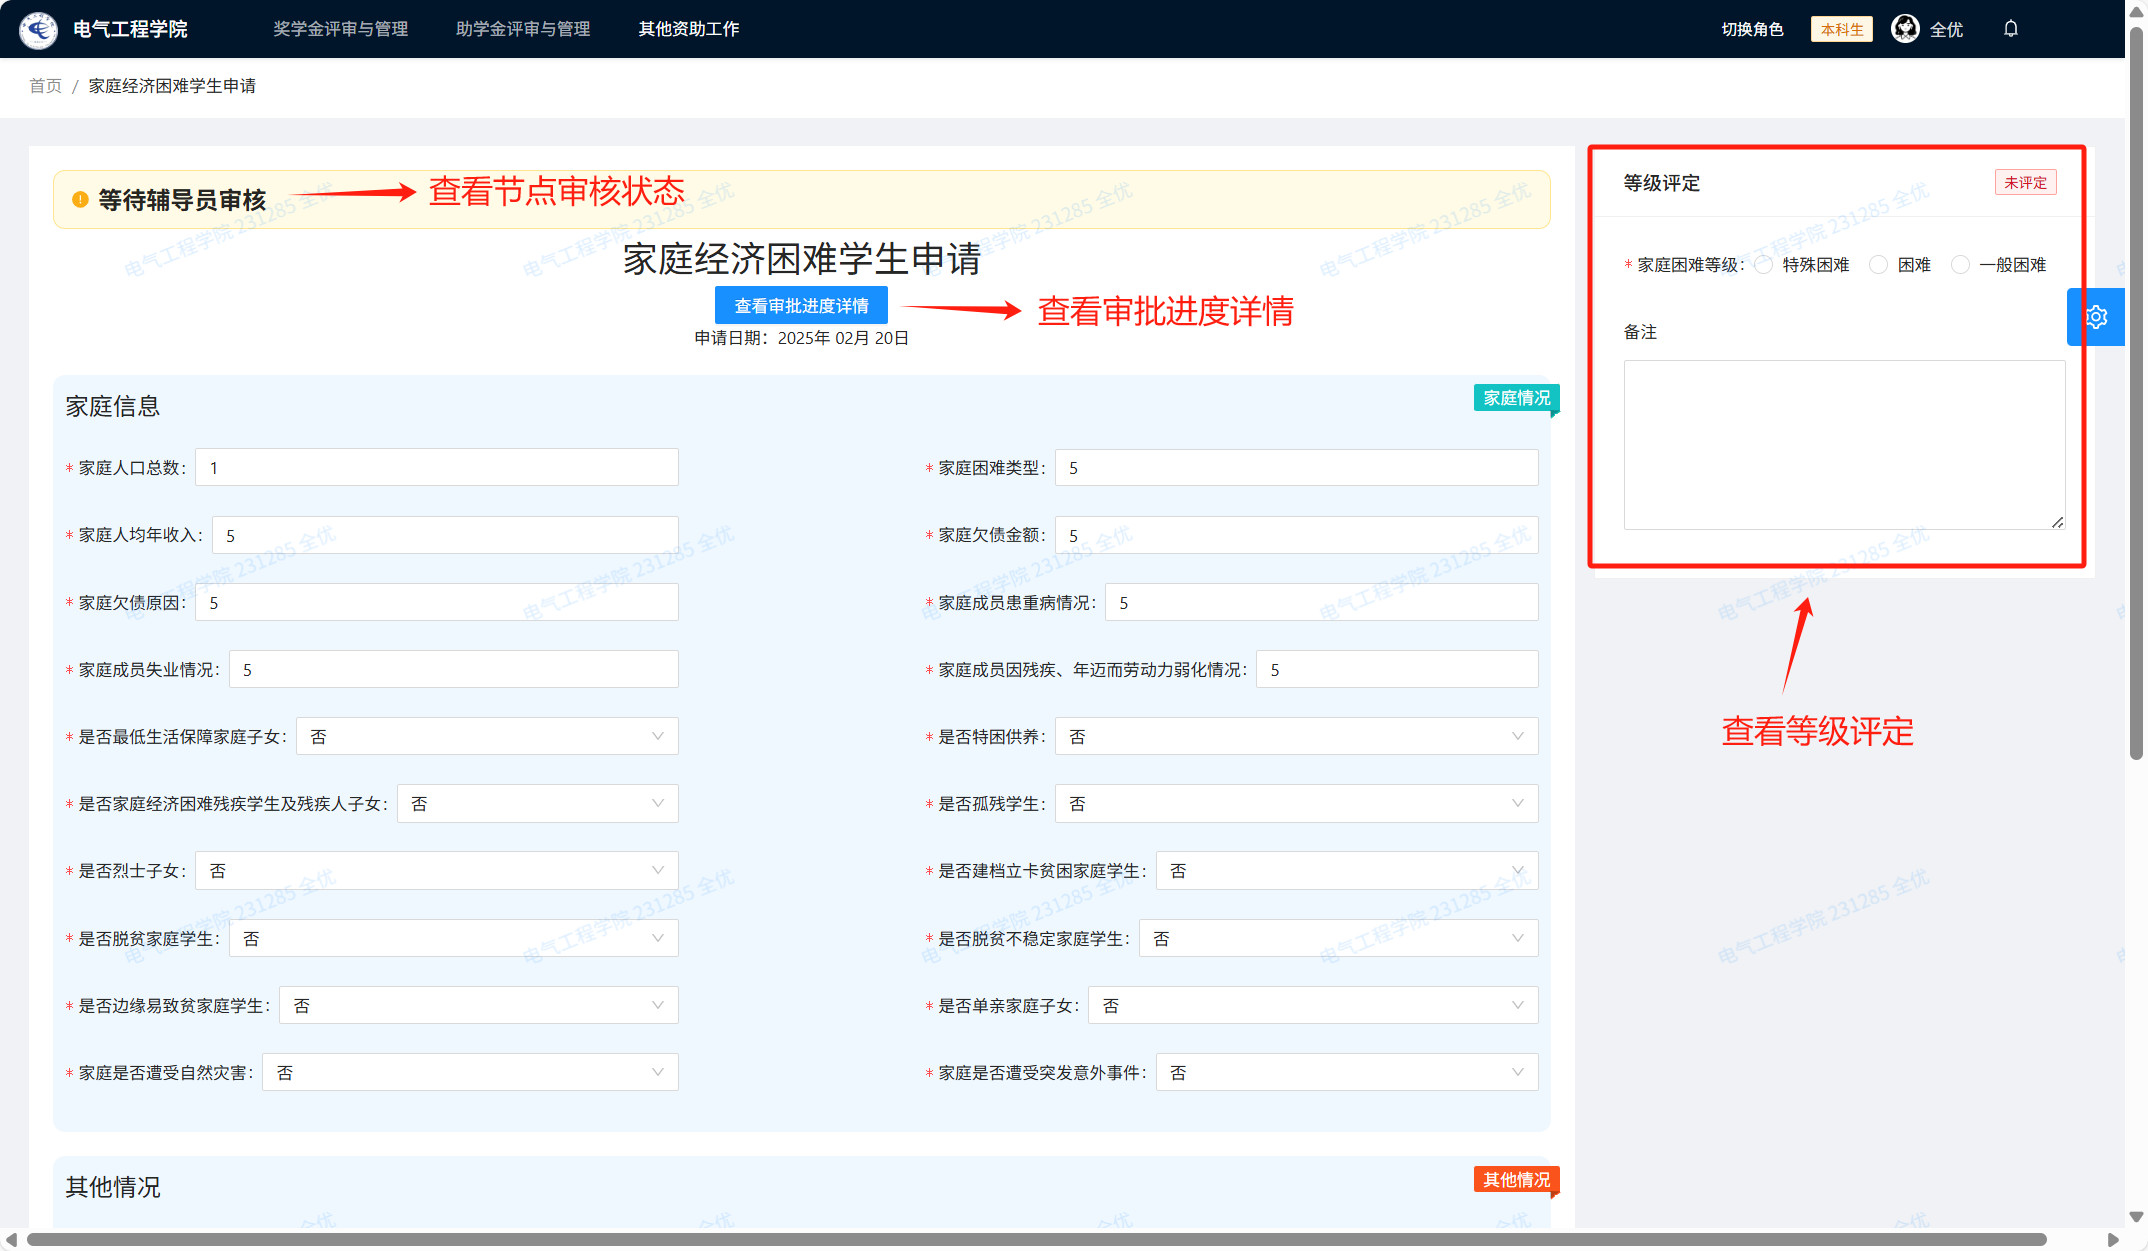 电气工程学院 奖学金评审与管理 助学金评审与管理 其他资助工作 切换角色 本科生 全优
首页 / 家庭经济困难学生申请
等待辅导员审核 查看节点审核状态
家庭经济困难学生申请
查看审批进度详情 查看审批进度详情
申请日期：2025年 02月 20日
家庭信息 家庭情况
* 家庭人口总数： 1 * 家庭困难类型： 5
* 家庭人均年收入： 5 * 家庭欠债金额： 5
* 家庭欠债原因： 5 * 家庭成员患重病情况： 5
* 家庭成员失业情况： 5 * 家庭成员因残疾、年迈而劳动力弱化情况： 5
* 是否最低生活保障家庭子女： 否 * 是否特困供养： 否
* 是否家庭经济困难残疾学生及残疾人子女： 否 * 是否孤残学生： 否
* 是否烈士子女： 否 * 是否建档立卡贫困家庭学生： 否
* 是否脱贫家庭学生： 否 * 是否脱贫不稳定家庭学生： 否
* 是否边缘易致贫家庭学生： 否 * 是否单亲家庭子女： 否
* 家庭是否遭受自然灾害： 否 * 家庭是否遭受突发意外事件： 否
其他情况 其他情况
等级评定 未评定
* 家庭困难等级： 特殊困难 困难 一般困难
备注
查看等级评定
电气工程学院 231285 全优